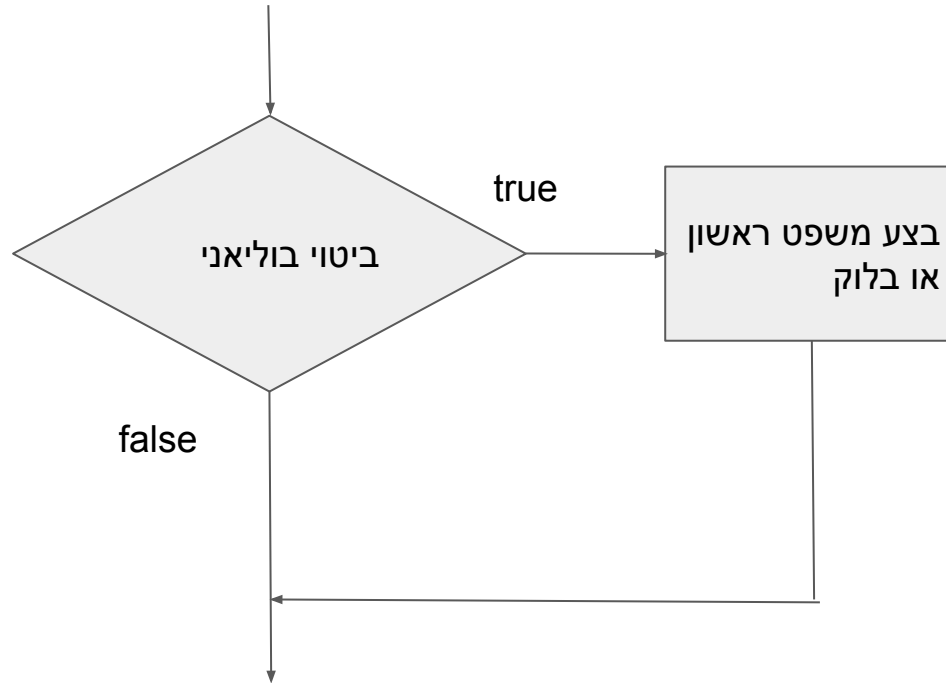 true
ביטוי בוליאני
בצע משפט ראשון
או בלוק
false